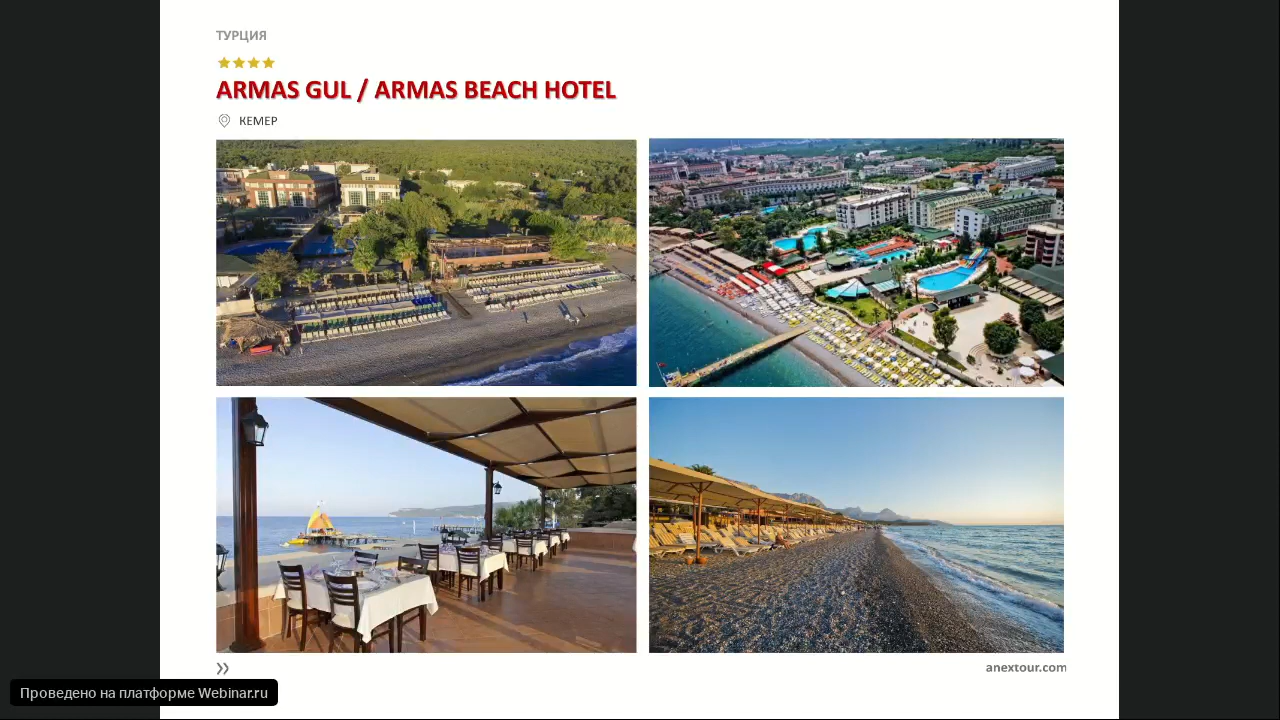 ТУРЦИЯ
ARMAS GUL / ARMAS BEACH HOTEL
КЕМЕР
anextour.com
Проведено на платформе Webinar.ru